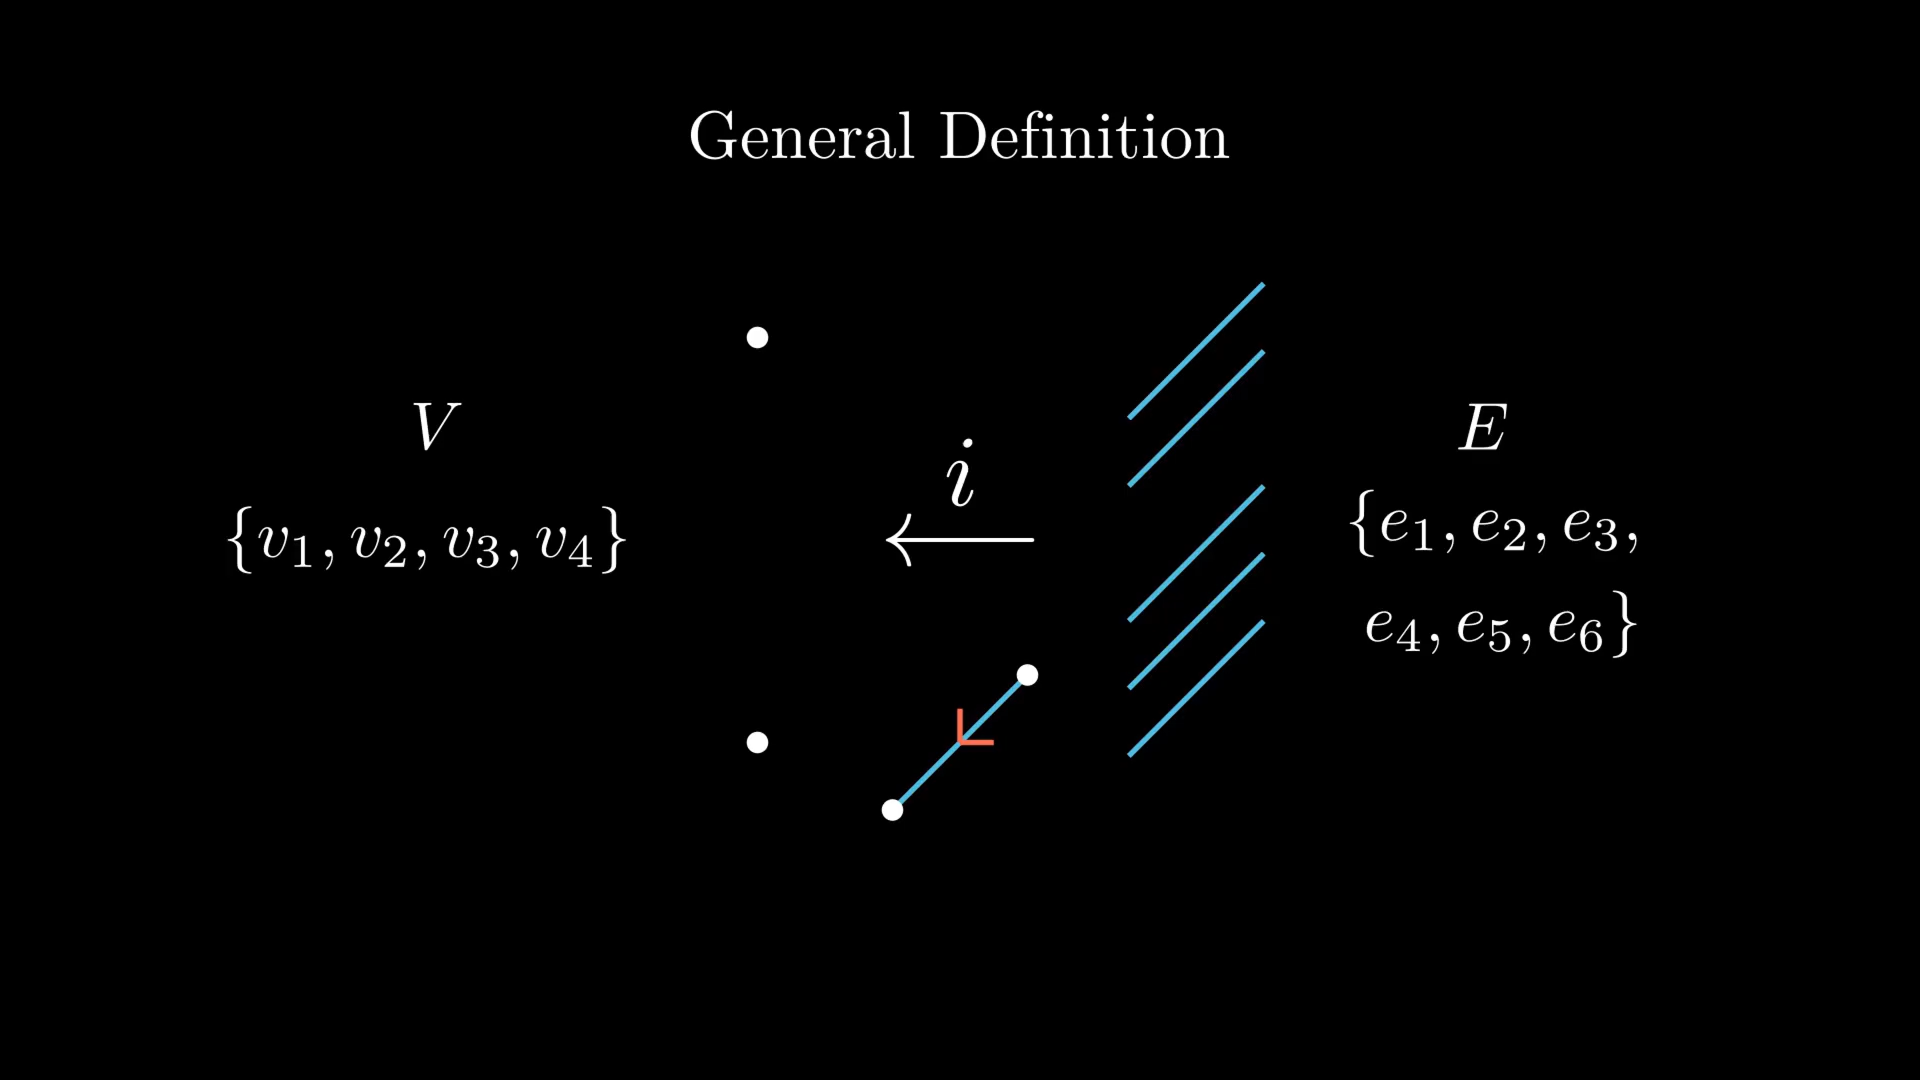 General Definition
V
{v₁, v₂, v₃, v₄}
i
E
{e₁, e₂, e₃,
e₄, e₅, e₆}